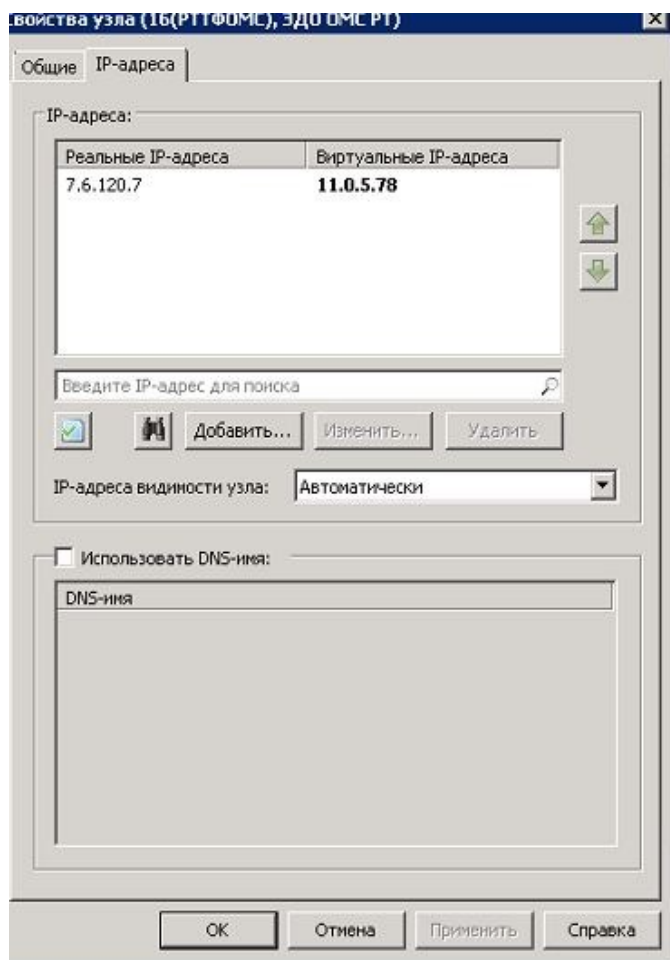 войства узла (16(РТТФОМС), ЭДО ОМС РТ)
Общие IP-адреса
IP-адреса:
Реальные IP-адреса Виртуальные IP-адреса
7.6.120.7 11.0.5.78
Введите IP-адрес для поиска
Добавить... Изменить... Удалить
IP-адреса видимости узла: Автоматически
Использовать DNS-имя:
DNS-имя
OK Отмена Применить Справка